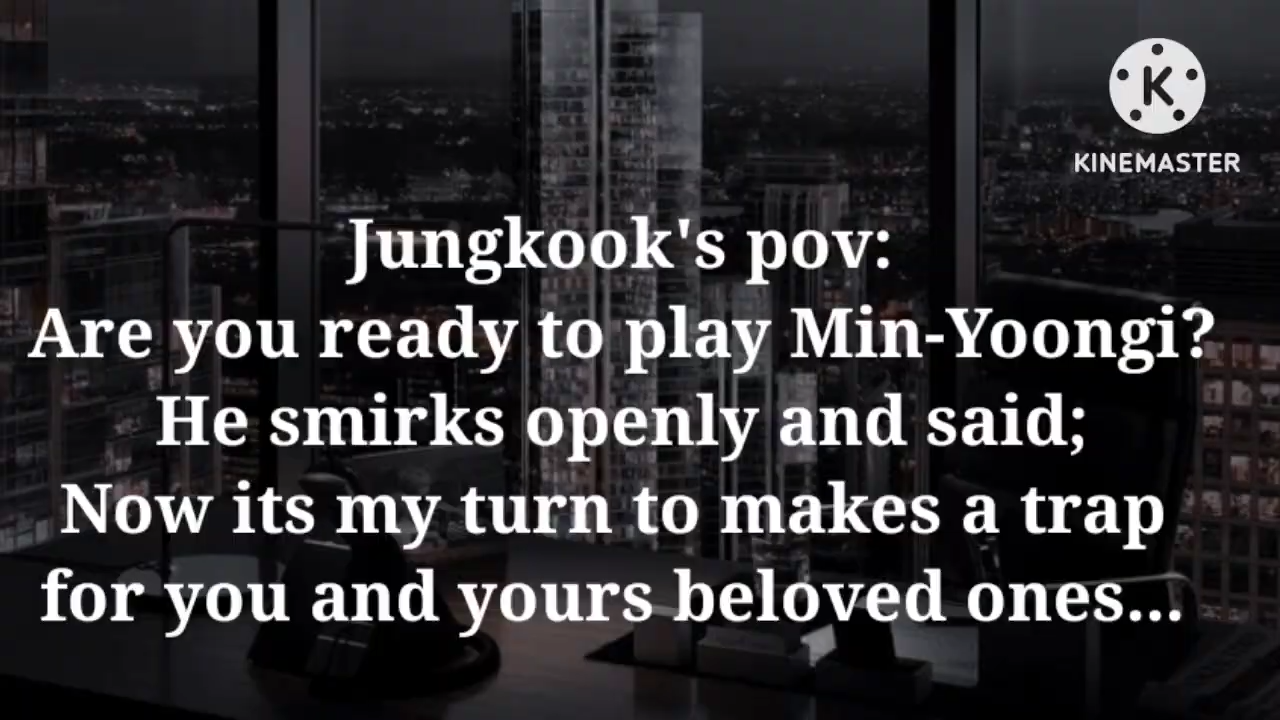 K
KINEMASTER
Jungkook's pov:
Are you ready to play Min-Yoongi?
He smirks openly and said;
Now its my turn to makes a trap
for you and yours beloved ones...